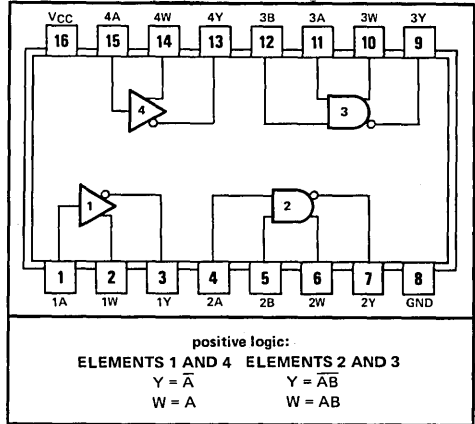 VCC 4A 4W 4Y 3B 3A 3W 3Y
16 15 14 13 12 11 10 9
4 3
1 2
1 2 3 4 5 6 7 8
1A 1W 1Y 2A 2B 2W 2Y GND
positive logic:
ELEMENTS 1 AND 4 ELEMENTS 2 AND 3
Y = A̅ Y = A̅B̅
W = A W = AB